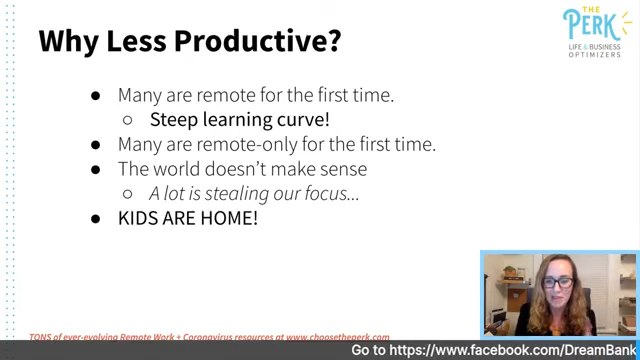 THE
PERK
LIFE & BUSINESS
OPTIMIZERS
Why Less Productive?
● Many are remote for the first time.
○ Steep learning curve!
● Many are remote-only for the first time.
● The world doesn't make sense
○ A lot is stealing our focus...
● KIDS ARE HOME!
TONS of ever-evolving Remote Work + Coronavirus resources at www.choosetheperk.com
Go to https://www.facebook.com/DreamBank